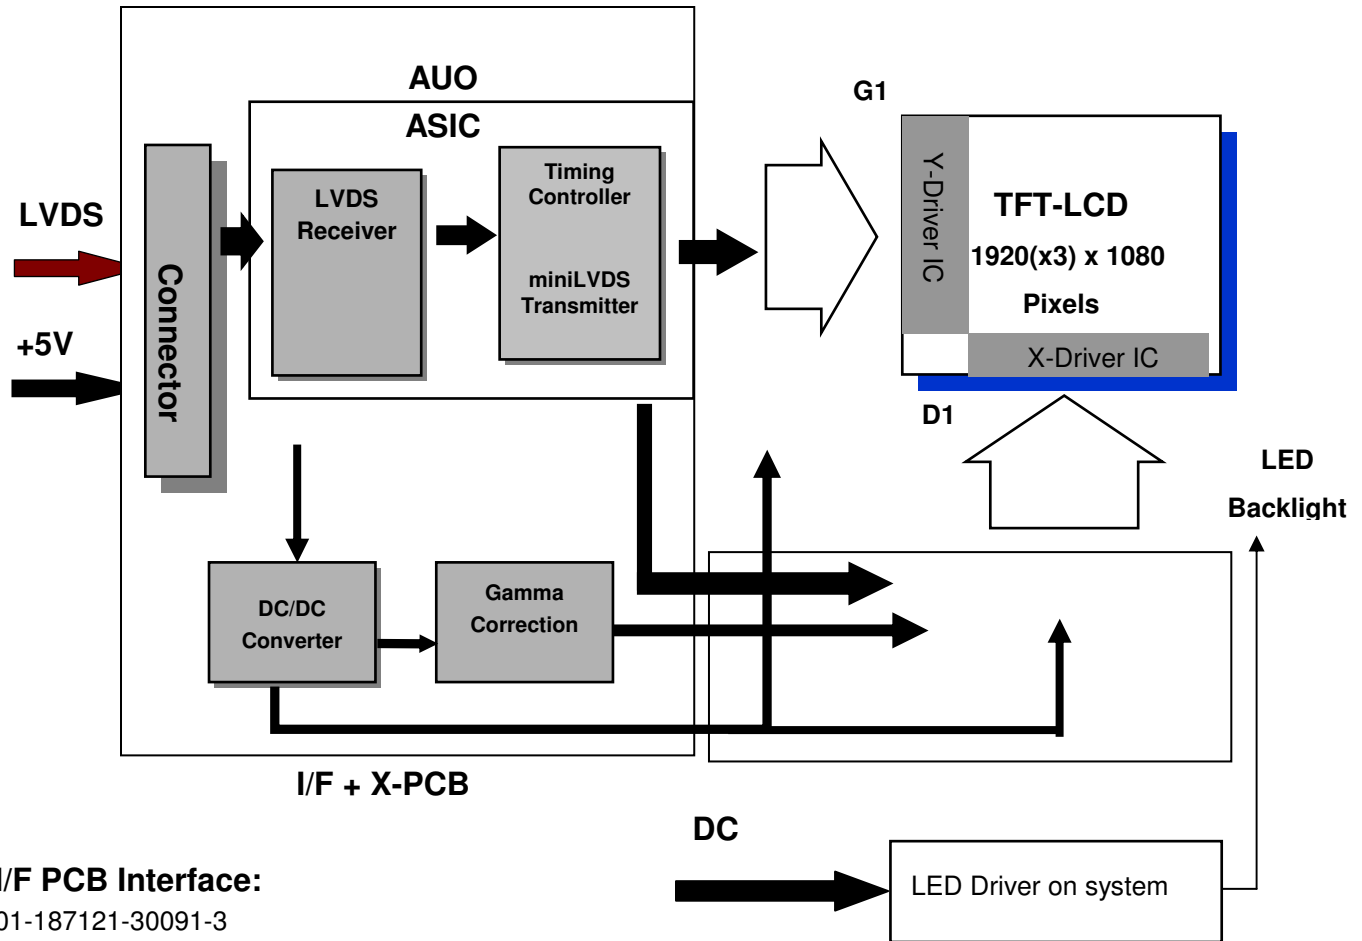 AUO
ASIC
G1
LVDS
+5V
Connector
LVDS
Receiver
Timing
Controller
miniLVDS
Transmitter
Y-Driver IC
TFT-LCD
1920(x3) x 1080
Pixels
X-Driver IC
D1
LED
Backlight
DC/DC
Converter
Gamma
Correction
I/F + X-PCB
DC
LED Driver on system
I/F PCB Interface:
01-187121-30091-3